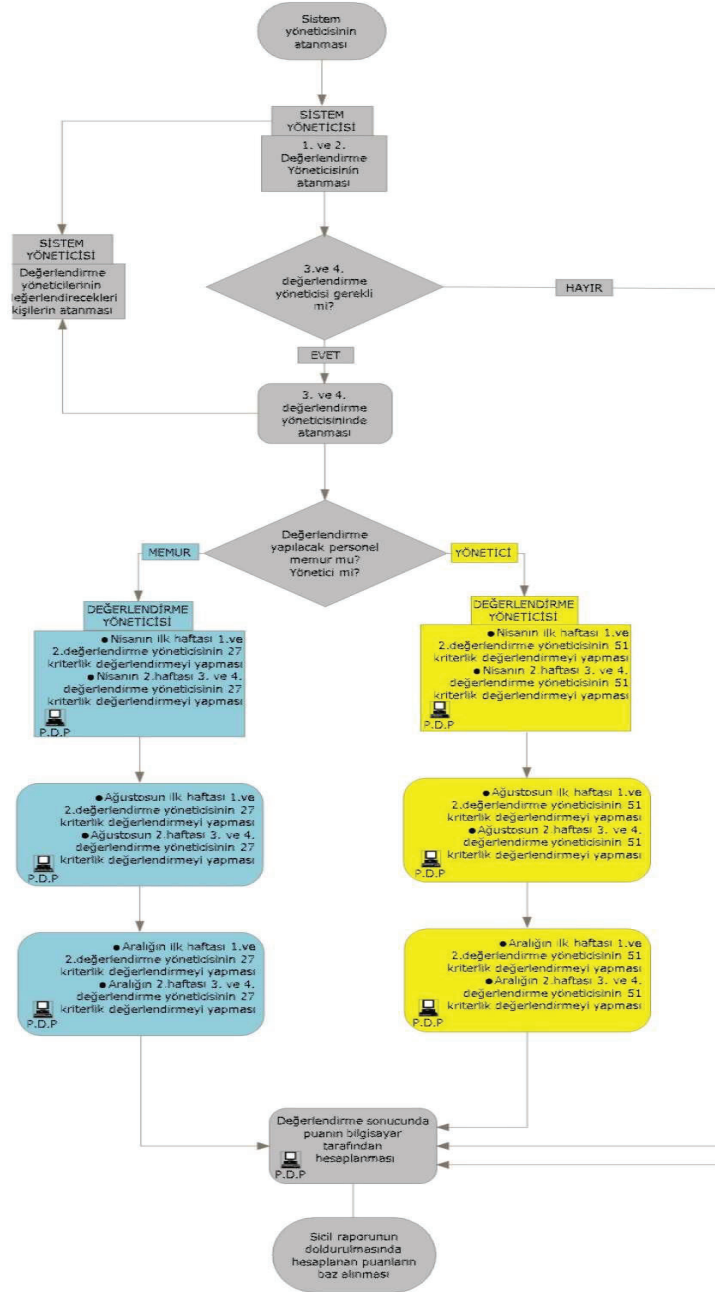 Sistem
yöneticisinin
atanması
SİSTEM
YÖNETİCİSİ
1. ve 2.
Değerlendirme
Yöneticisinin
atanması
SİSTEM
YÖNETİCİSİ
Değerlendirme
yöneticilerinin
eğerlendirecekleri
kişilerin atanması
3.ve 4.
değerlendirme
yöneticisi gerekli
mi?
HAYIR
EVET
3. ve 4.
değerlendirme
yöneticisininde
atanması
Değerlendirme
yapılacak personel
memur mu?
Yönetici mi?
MEMUR
YÖNETİCİ
DEĞERLENDİRME
YÖNETİCİSİ
● Nisanın ilk haftası 1.ve
2.değerlendirme yöneticisinin 27
kriterlik değerlendirmeyi yapması
● Nisanın 2.haftası 3. ve 4.
değerlendirme yöneticisinin 27
kriterlik değerlendirmeyi yapması
P.D.P
DEĞERLENDİRME
YÖNETİCİSİ
● Nisanın ilk haftası 1.ve
2.değerlendirme yöneticisinin 51
kriterlik değerlendirmeyi yapması
● Nisanın 2.haftası 3. ve 4.
değerlendirme yöneticisinin 51
kriterlik değerlendirmeyi yapması
P.D.P
● Ağustosun ilk haftası 1.ve
2.değerlendirme yöneticisinin 27
kriterlik değerlendirmeyi yapması
● Ağustosun 2.haftası 3. ve 4.
değerlendirme yöneticisinin 27
kriterlik değerlendirmeyi yapması
P.D.P
● Ağustosun ilk haftası 1.ve
2.değerlendirme yöneticisinin 51
kriterlik değerlendirmeyi yapması
● Ağustosun 2.haftası 3. ve 4.
değerlendirme yöneticisinin 51
kriterlik değerlendirmeyi yapması
P.D.P
● Aralığın ilk haftası 1.ve
2.değerlendirme yöneticisinin 27
kriterlik değerlendirmeyi yapması
● Aralığın 2.haftası 3. ve 4.
değerlendirme yöneticisinin 27
kriterlik değerlendirmeyi yapması
P.D.P
● Aralığın ilk haftası 1.ve
2.değerlendirme yöneticisinin 51
kriterlik değerlendirmeyi yapması
● Aralığın 2.haftası 3. ve 4.
değerlendirme yöneticisinin 51
kriterlik değerlendirmeyi yapması
P.D.P
Değerlendirme sonucunda
puanın bilgisayar
tarafından
hesaplanması
P.D.P
Sicil raporunun
doldurulmasında
hesaplanan puanların
baz alınması